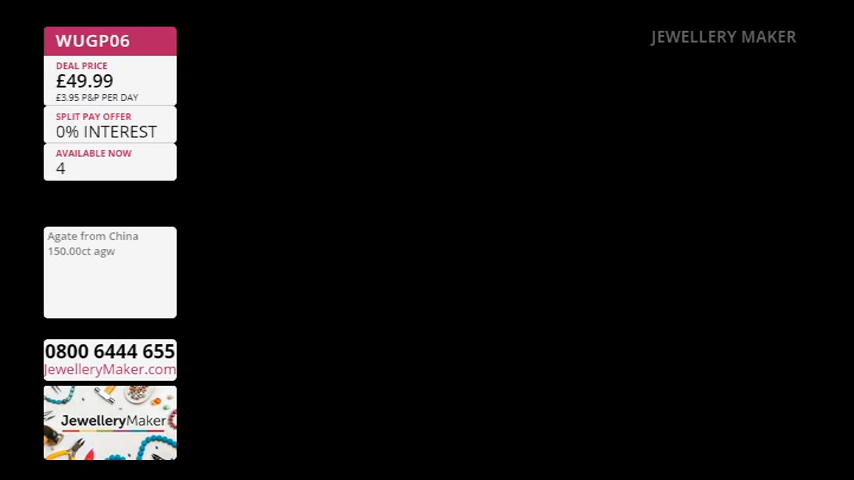 WUGP06
DEAL PRICE
£49.99
£3.95 P&P PER DAY
SPLIT PAY OFFER
0% INTEREST
AVAILABLE NOW
4
Agate from China
150.00ct agw
0800 6444 655
JewelleryMaker.com
JewelleryMaker
JEWELLERY MAKER